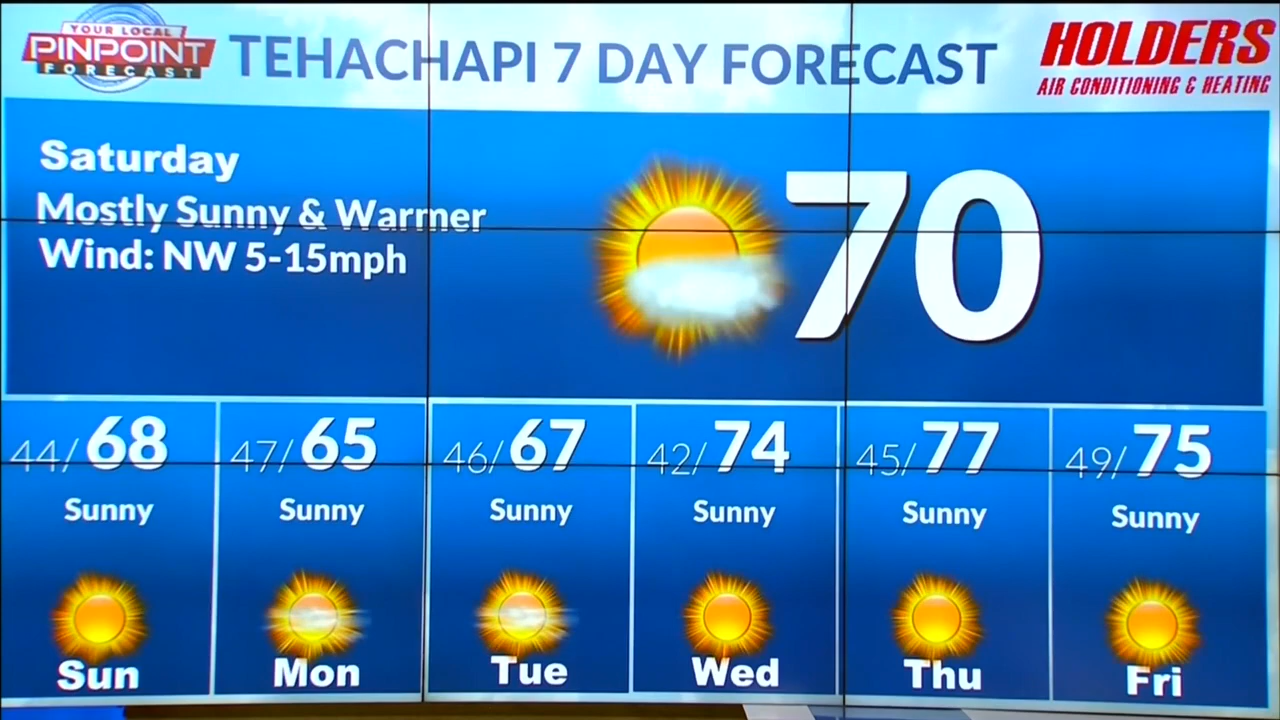 YOUR LOCAL
PINPOINT
FORECAST
TEHACHAPI 7 DAY FORECAST
HOLDERS
AIR CONDITIONING & HEATING
Saturday
Mostly Sunny & Warmer
Wind: NW 5-15mph
70
44/68
Sunny
Sun
47/65
Sunny
Mon
46/67
Sunny
Tue
42/74
Sunny
Wed
45/77
Sunny
Thu
49/75
Sunny
Fri